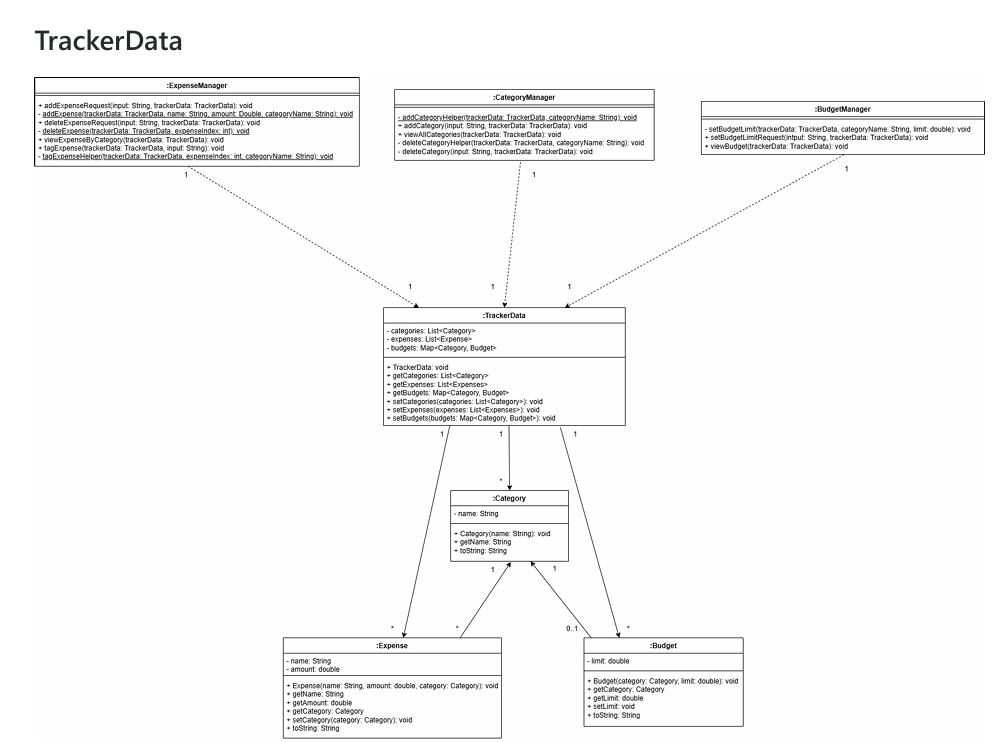 TrackerData
:ExpenseManager
+ addExpenseRequest(input: String, trackerData: TrackerData): void
- addExpense(trackerData: TrackerData, name: String, amount: Double, categoryName: String): void
+ deleteExpenseRequest(input: String, trackerData: TrackerData): void
- deleteExpense(trackerData: TrackerData, expenseIndex: int): void
+ viewExpenseByCategory(trackerData: TrackerData): void
+ tagExpense(trackerData: TrackerData, input: String): void
- tagExpenseHelper(trackerData: TrackerData, expenseIndex: int, categoryName: String): void
:CategoryManager
- addCategoryHelper(trackerData: TrackerData, categoryName: String): void
+ addCategory(input: String, trackerData: TrackerData): void
+ viewAllCategories(trackerData: TrackerData): void
- deleteCategoryHelper(trackerData: TrackerData, categoryName: String): void
- deleteCategory(input: String, trackerData: TrackerData): void
:BudgetManager
- setBudgetLimit(trackerData: TrackerData, categoryName: String, limit: double): void
+ setBudgetLimitRequest(input: String, trackerData: TrackerData): void
+ viewBudget(trackerData: TrackerData): void
1
1
1
1
1
1
:TrackerData
- categories: List<Category>
- expenses: List<Expense>
- budgets: Map<Category, Budget>
+ TrackerData: void
+ getCategories: List<Category>
+ getExpenses: List<Expenses>
+ getBudgets: Map<Category, Budget>
+ setCategories(categories: List<Category>): void
+ setExpenses(expenses: List<Expenses>): void
+ setBudgets(budgets: Map<Category, Budget>): void
1
1
1
*
:Category
- name: String
+ Category(name: String): void
+ getName: String
+ toString: String
1
1
*
*
0..1
*
:Expense
- name: String
- amount: double
+ Expense(name: String, amount: double, category: Category): void
+ getName: String
+ getAmount: double
+ getCategory: Category
+ setCategory(category: Category): void
+ toString: String
:Budget
- limit: double
+ Budget(category: Category, limit: double): void
+ getCategory: Category
+ getLimit: double
+ setLimit: void
+ toString: String